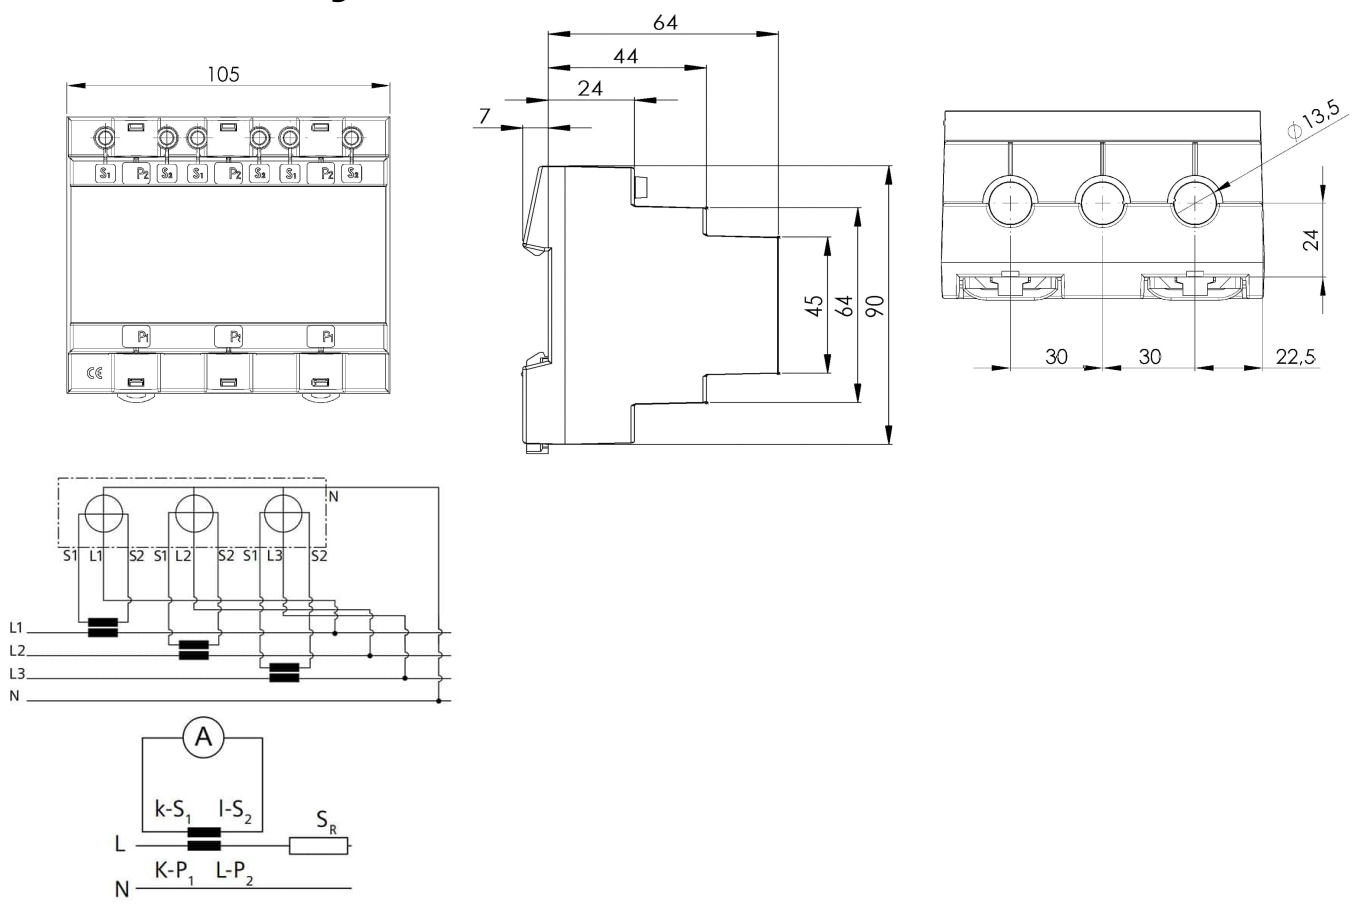 105
S1 P2 S2 S1 P2 S2 S1 P2 S2
P1 P2 P1
CE
64
44
24
7
45
64
90
Ø13,5
24
30 30 22,5
N
S1 L1 S2 S1 L2 S2 S1 L3 S2
L1
L2
L3
N
A
k-S1 l-S2
SR
L
K-P1 L-P2
N